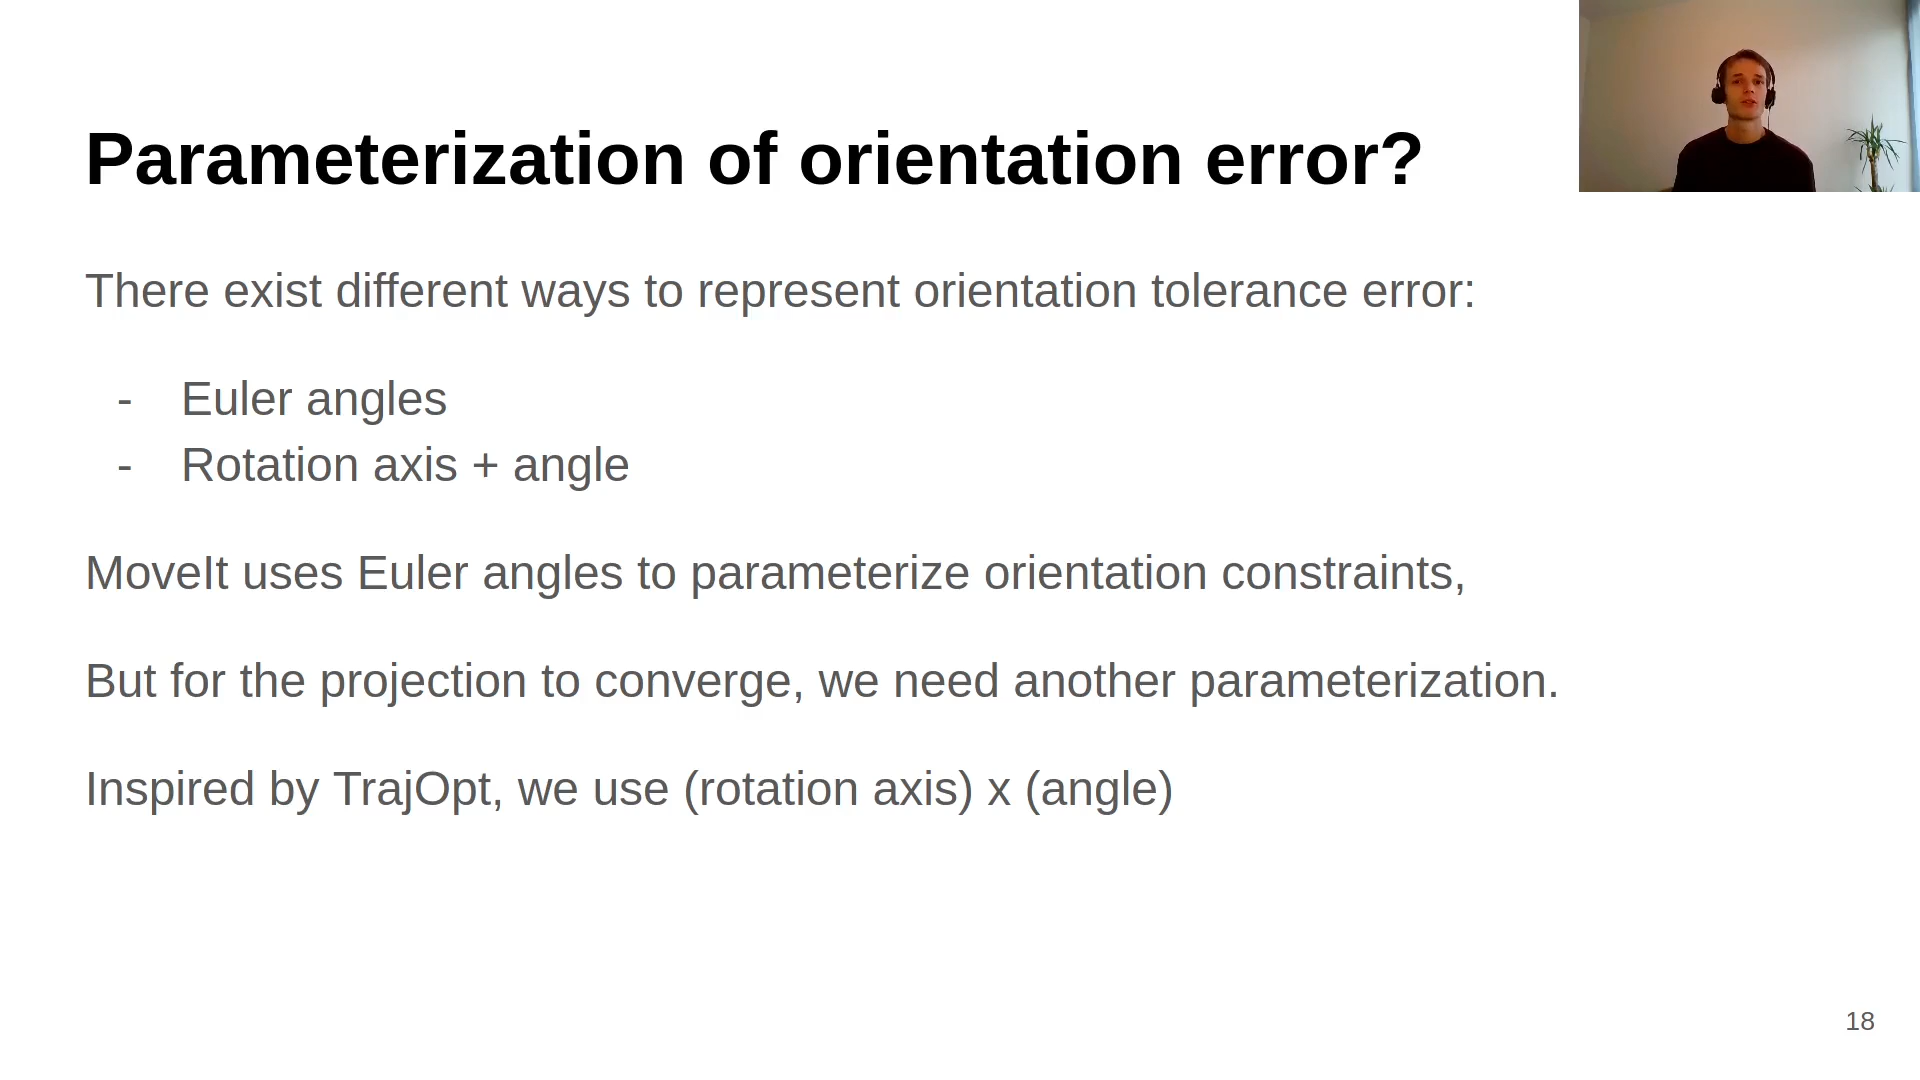 Parameterization of orientation error?
There exist different ways to represent orientation tolerance error:
- Euler angles
- Rotation axis + angle
MoveIt uses Euler angles to parameterize orientation constraints,
But for the projection to converge, we need another parameterization.
Inspired by TrajOpt, we use (rotation axis) x (angle)
18